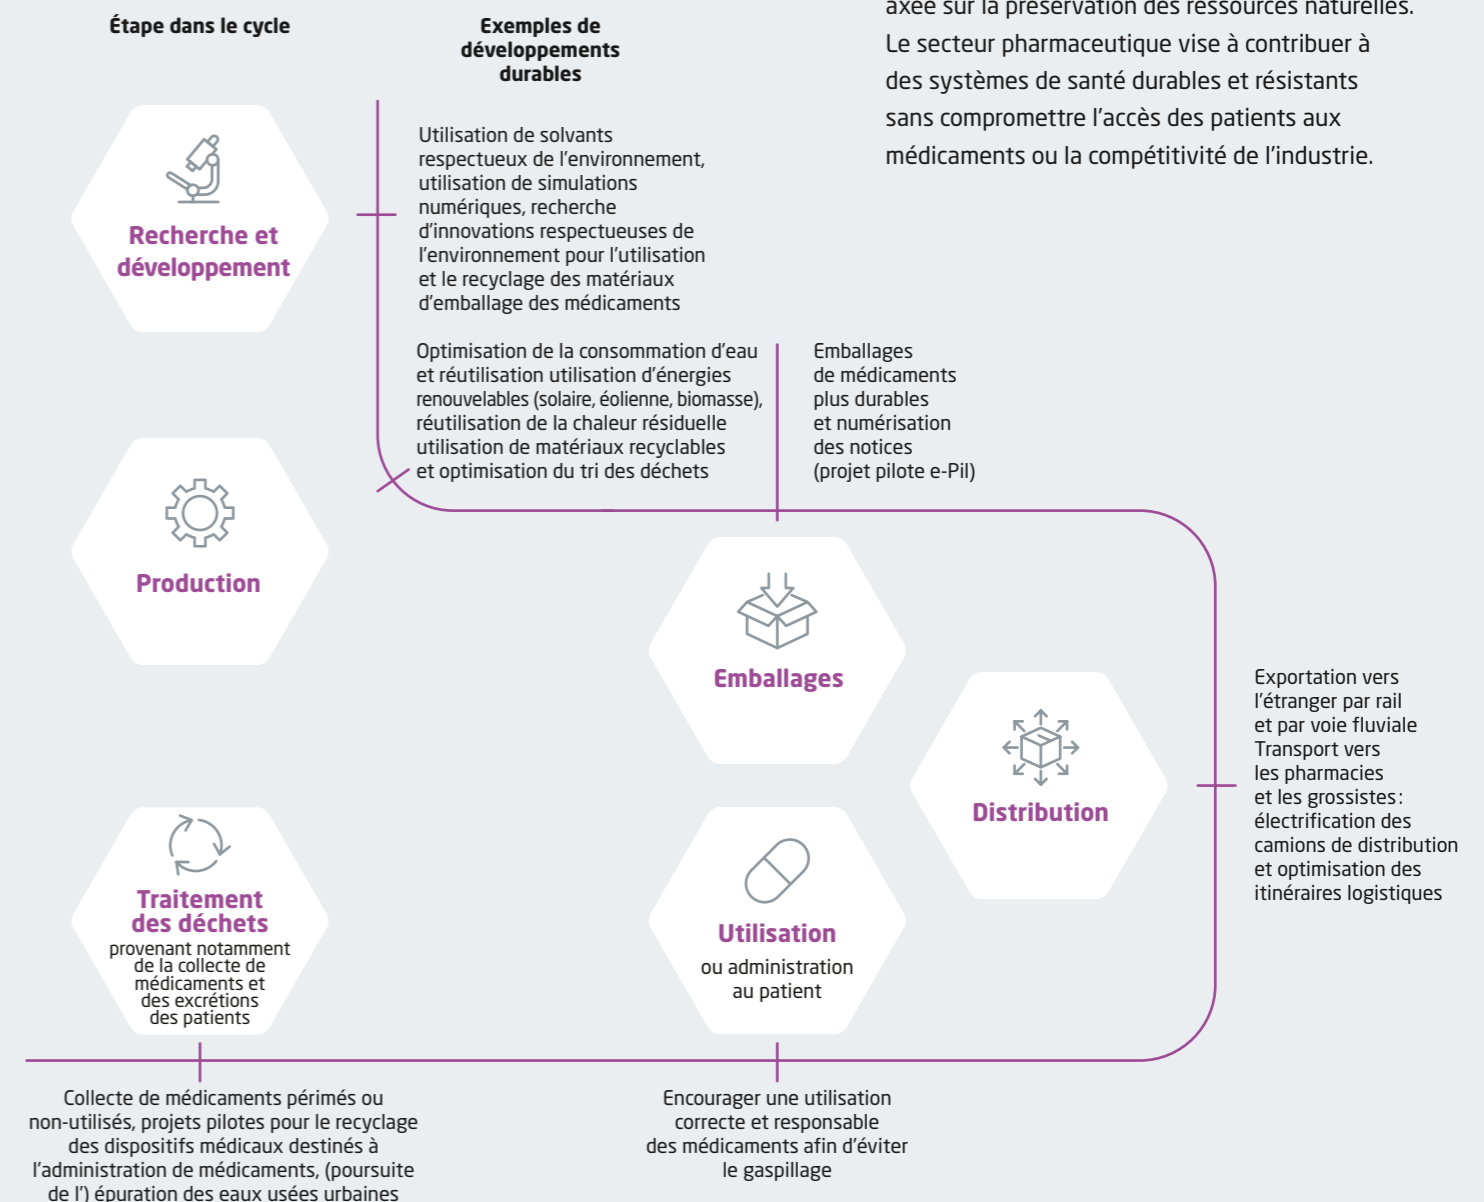 Étape dans le cycle
Exemples de
développements
durables
axée sur la préservation des ressources naturelles.
Le secteur pharmaceutique vise à contribuer à
des systèmes de santé durables et résistants
sans compromettre l'accès des patients aux
médicaments ou la compétitivité de l'industrie.
Recherche et
développement
Utilisation de solvants
respectueux de l'environnement,
utilisation de simulations
numériques, recherche
d'innovations respectueuses de
l'environnement pour l'utilisation
et le recyclage des matériaux
d'emballage des médicaments
Production
Optimisation de la consommation d'eau
et réutilisation utilisation d'énergies
renouvelables (solaire, éolienne, biomasse),
réutilisation de la chaleur résiduelle
utilisation de matériaux recyclables
et optimisation du tri des déchets
Emballages
de médicaments
plus durables
et numérisation
des notices
(projet pilote e-Pil)
Emballages
Distribution
Exportation vers
l'étranger par rail
et par voie fluviale
Transport vers
les pharmacies
et les grossistes :
électrification des
camions de distribution
et optimisation des
itinéraires logistiques
Utilisation
ou administration
au patient
Encourager une utilisation
correcte et responsable
des médicaments afin d'éviter
le gaspillage
Traitement
des déchets
provenant notamment
de la collecte de
médicaments et
des excrétions
des patients
Collecte de médicaments périmés ou
non-utilisés, projets pilotes pour le recyclage
des dispositifs médicaux destinés à
l'administration de médicaments, (poursuite
de l') épuration des eaux usées urbaines